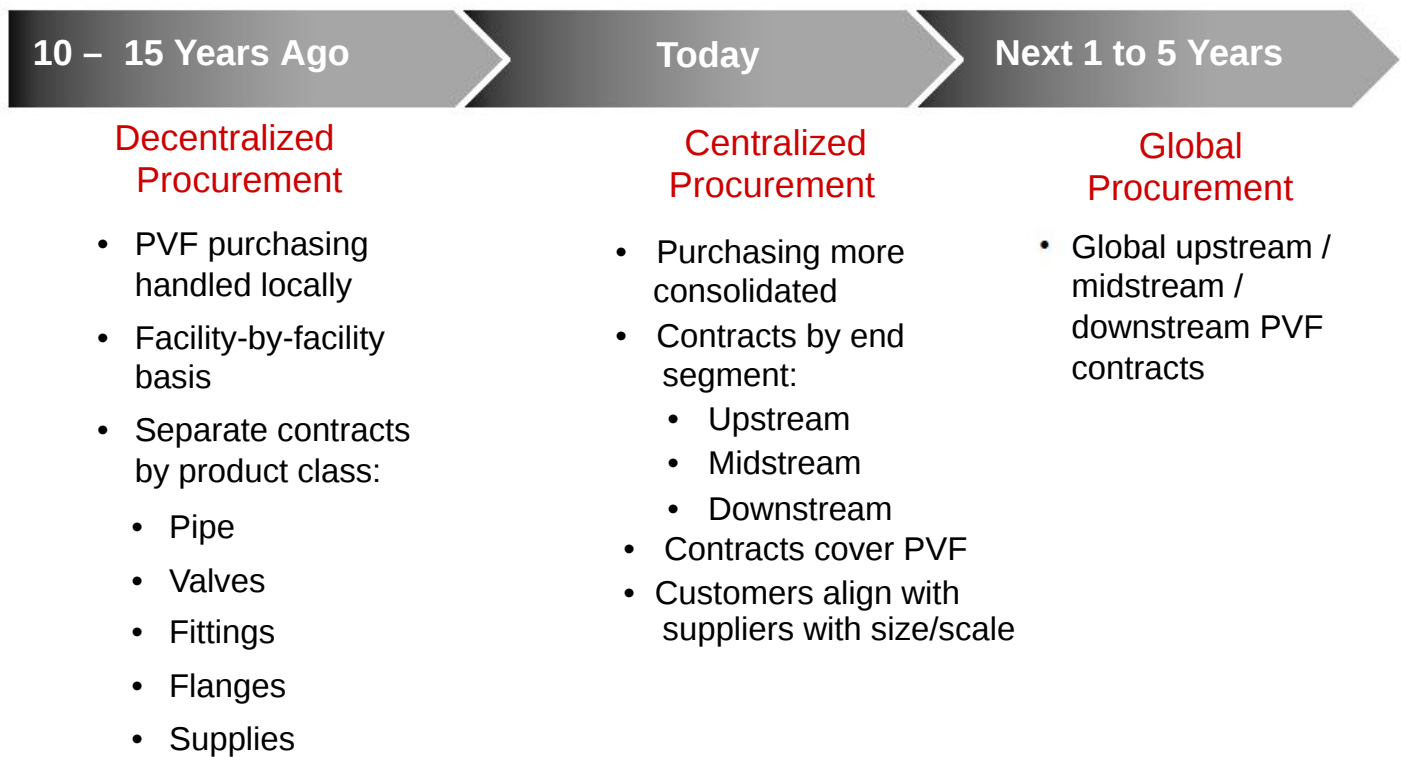 10 – 15 Years Ago
Today
Next 1 to 5 Years
Decentralized
Procurement
• PVF purchasing
handled locally
• Facility-by-facility
basis
• Separate contracts
by product class:
• Pipe
• Valves
• Fittings
• Flanges
• Supplies
Centralized
Procurement
• Purchasing more
consolidated
• Contracts by end
segment:
• Upstream
• Midstream
• Downstream
• Contracts cover PVF
• Customers align with
suppliers with size/scale
Global
Procurement
• Global upstream /
midstream /
downstream PVF
contracts